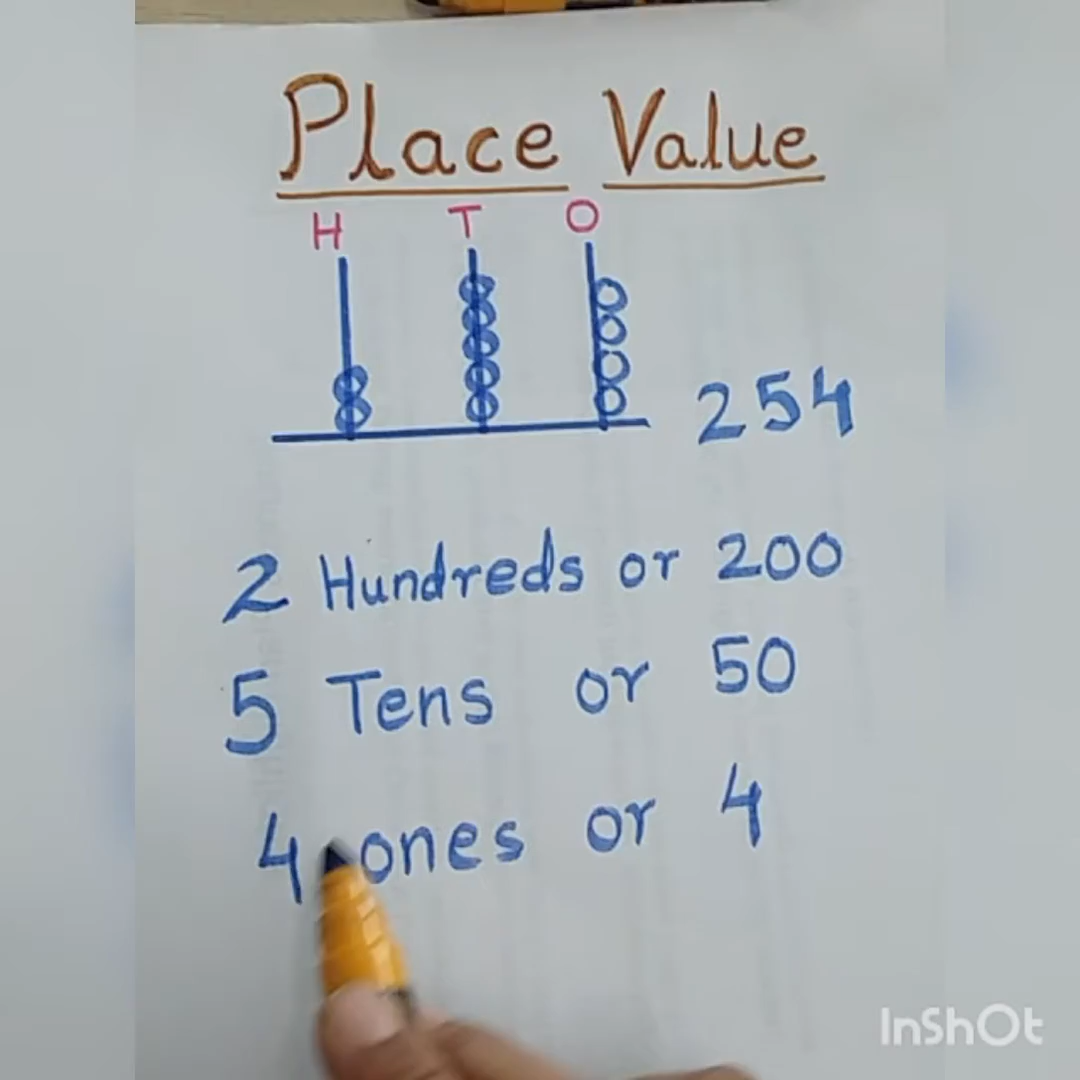 Place Value
H T O
254
2 Hundreds or 200
5 Tens or 50
4 ones or 4
InShOt